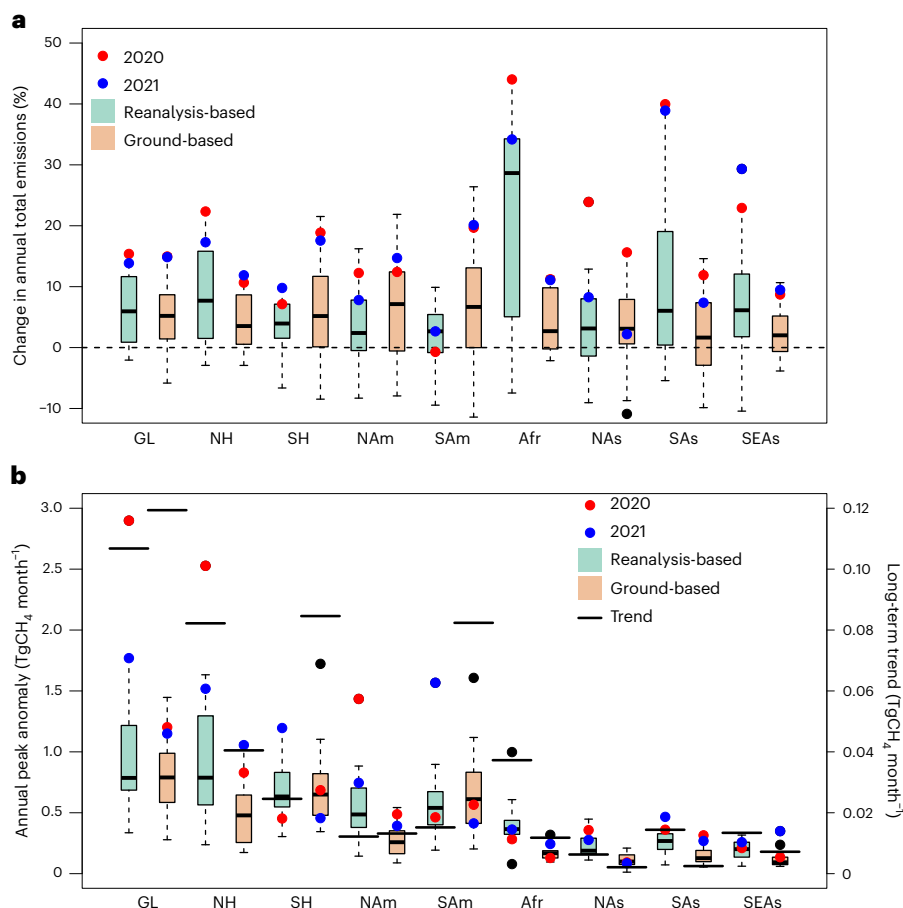 a
Change in annual total emissions (%)
50
40
30
20
10
0
−10
2020
2021
Reanalysis-based
Ground-based
GL NH SH NAm SAm Afr NAs SAs SEAs
b
Annual peak anomaly (TgCH₄ month⁻¹)
3.0
2.5
2.0
1.5
1.0
0.5
0
2020
2021
Reanalysis-based
Ground-based
Trend
0.12
0.10
0.08
0.06
0.04
0.02
0
Long-term trend (TgCH₄ month⁻¹)
GL NH SH NAm SAm Afr NAs SAs SEAs